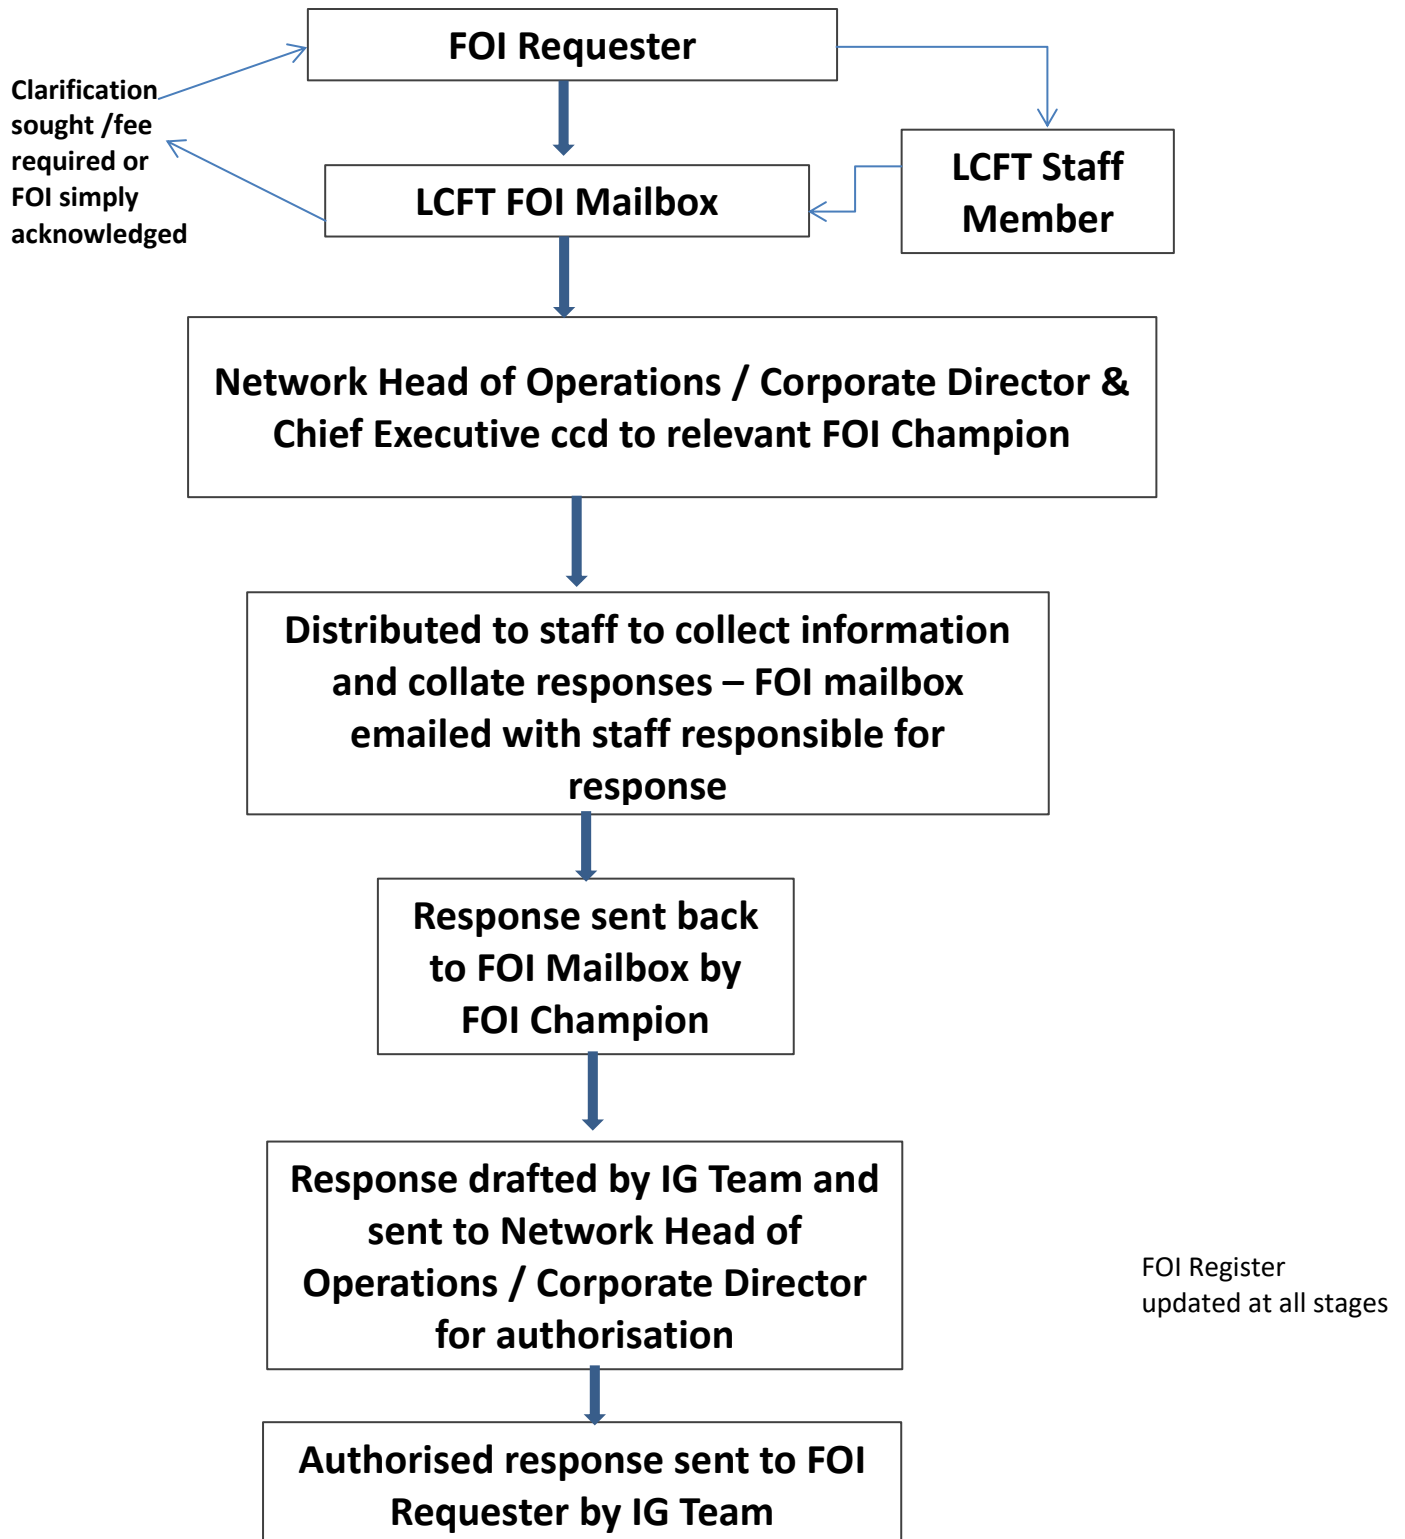 FOI Requester
Clarification
sought /fee
required or
FOI simply
acknowledged
LCFT FOI Mailbox
LCFT Staff
Member
Network Head of Operations / Corporate Director &
Chief Executive ccd to relevant FOI Champion
Distributed to staff to collect information
and collate responses – FOI mailbox
emailed with staff responsible for
response
Response sent back
to FOI Mailbox by
FOI Champion
Response drafted by IG Team and
sent to Network Head of
Operations / Corporate Director
for authorisation
FOI Register
updated at all stages
Authorised response sent to FOI
Requester by IG Team